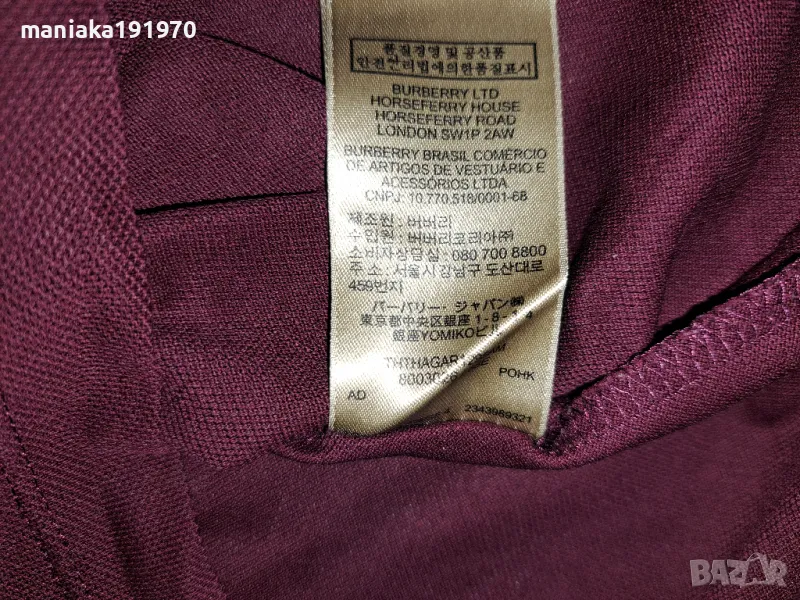 maniaka191970
품질경영 및 공산품
안전관리법에의한품질표시
BURBERRY LTD
HORSEFERRY HOUSE
HORSEFERRY ROAD
LONDON SW1P 2AW
BURBERRY BRASIL COMERCIO
DE ARTIGOS DE VESTUÁRIO E
ACESSÓRIOS LTDA
CNPJ: 10.770.518/0001-68
제조원 : 버버리
수입원 : 버버리코리아㈜
소비자상담실 : 080 700 8800
주 소 : 서울시강남구 도산대로
459번지
バーバリー・ジャパン㈱
東京都中央区銀座
銀座YOMIKOビル
POHK
AD
2343989321
BAZAR